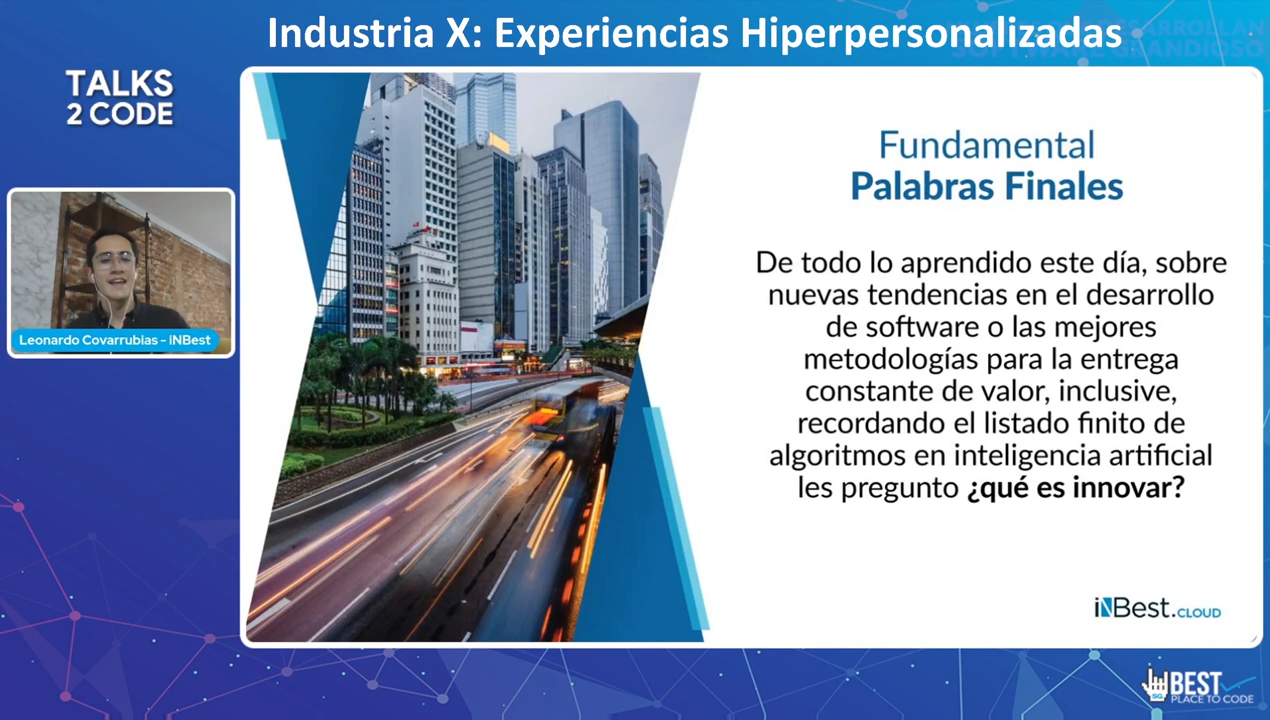 Industria X: Experiencias Hiperpersonalizadas
TALKS
2 CODE
Leonardo Covarrubias - iNBest
Fundamental
Palabras Finales
De todo lo aprendido este día, sobre
nuevas tendencias en el desarrollo
de software o las mejores
metodologías para la entrega
constante de valor, inclusive,
recordando el listado finito de
algoritmos en inteligencia artificial
les pregunto ¿qué es innovar?
iNBest.CLOUD
SG
BEST
PLACE TO CODE